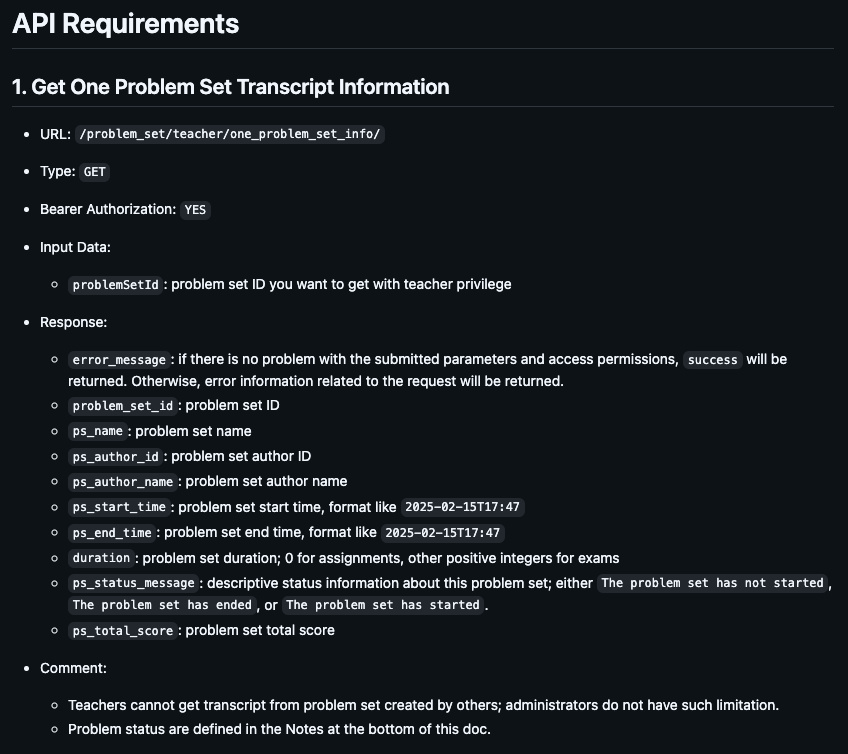 API Requirements
1. Get One Problem Set Transcript Information
• URL: /problem_set/teacher/one_problem_set_info/
• Type: GET
• Bearer Authorization: YES
• Input Data:
◦ problemSetId: problem set ID you want to get with teacher privilege
• Response:
◦ error_message: if there is no problem with the submitted parameters and access permissions, success will be
returned. Otherwise, error information related to the request will be returned.
◦ problem_set_id: problem set ID
◦ ps_name: problem set name
◦ ps_author_id: problem set author ID
◦ ps_author_name: problem set author name
◦ ps_start_time: problem set start time, format like 2025-02-15T17:47
◦ ps_end_time: problem set end time, format like 2025-02-15T17:47
◦ duration: problem set duration; 0 for assignments, other positive integers for exams
◦ ps_status_message: descriptive status information about this problem set; either The problem set has not started,
The problem set has ended, or The problem set has started.
◦ ps_total_score: problem set total score
• Comment:
◦ Teachers cannot get transcript from problem set created by others; administrators do not have such limitation.
◦ Problem status are defined in the Notes at the bottom of this doc.